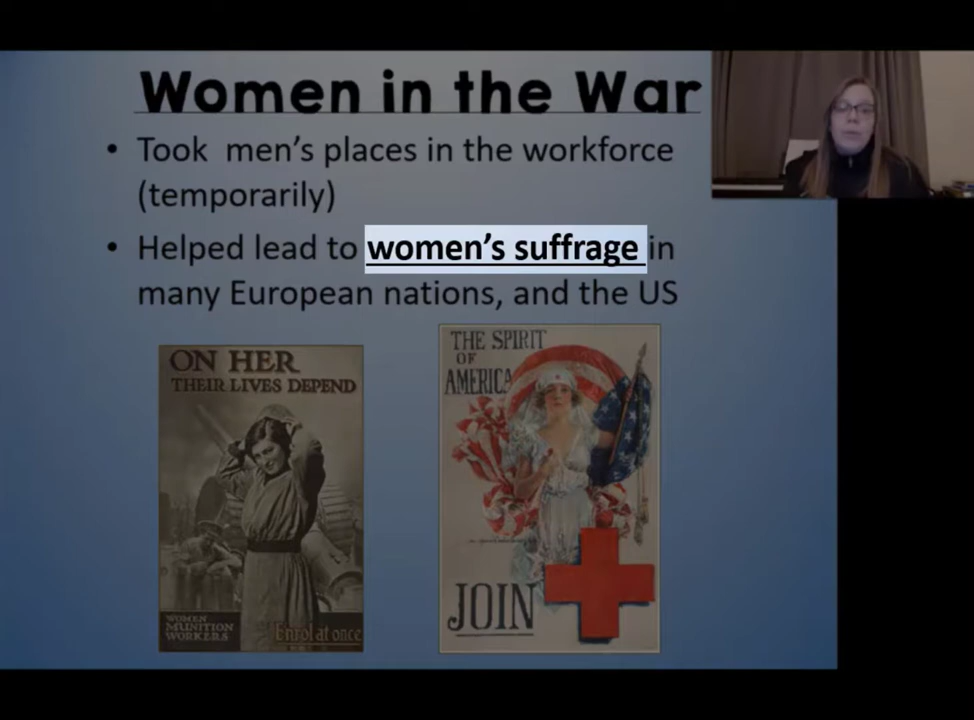 Women in the War
• Took men's places in the workforce
(temporarily)
• Helped lead to women's suffrage in
many European nations, and the US
ON HER
THEIR LIVES DEPEND
WOMEN
MUNITION
WORKERS
Enrol at once
THE SPIRIT
OF
AMERICA
JOIN